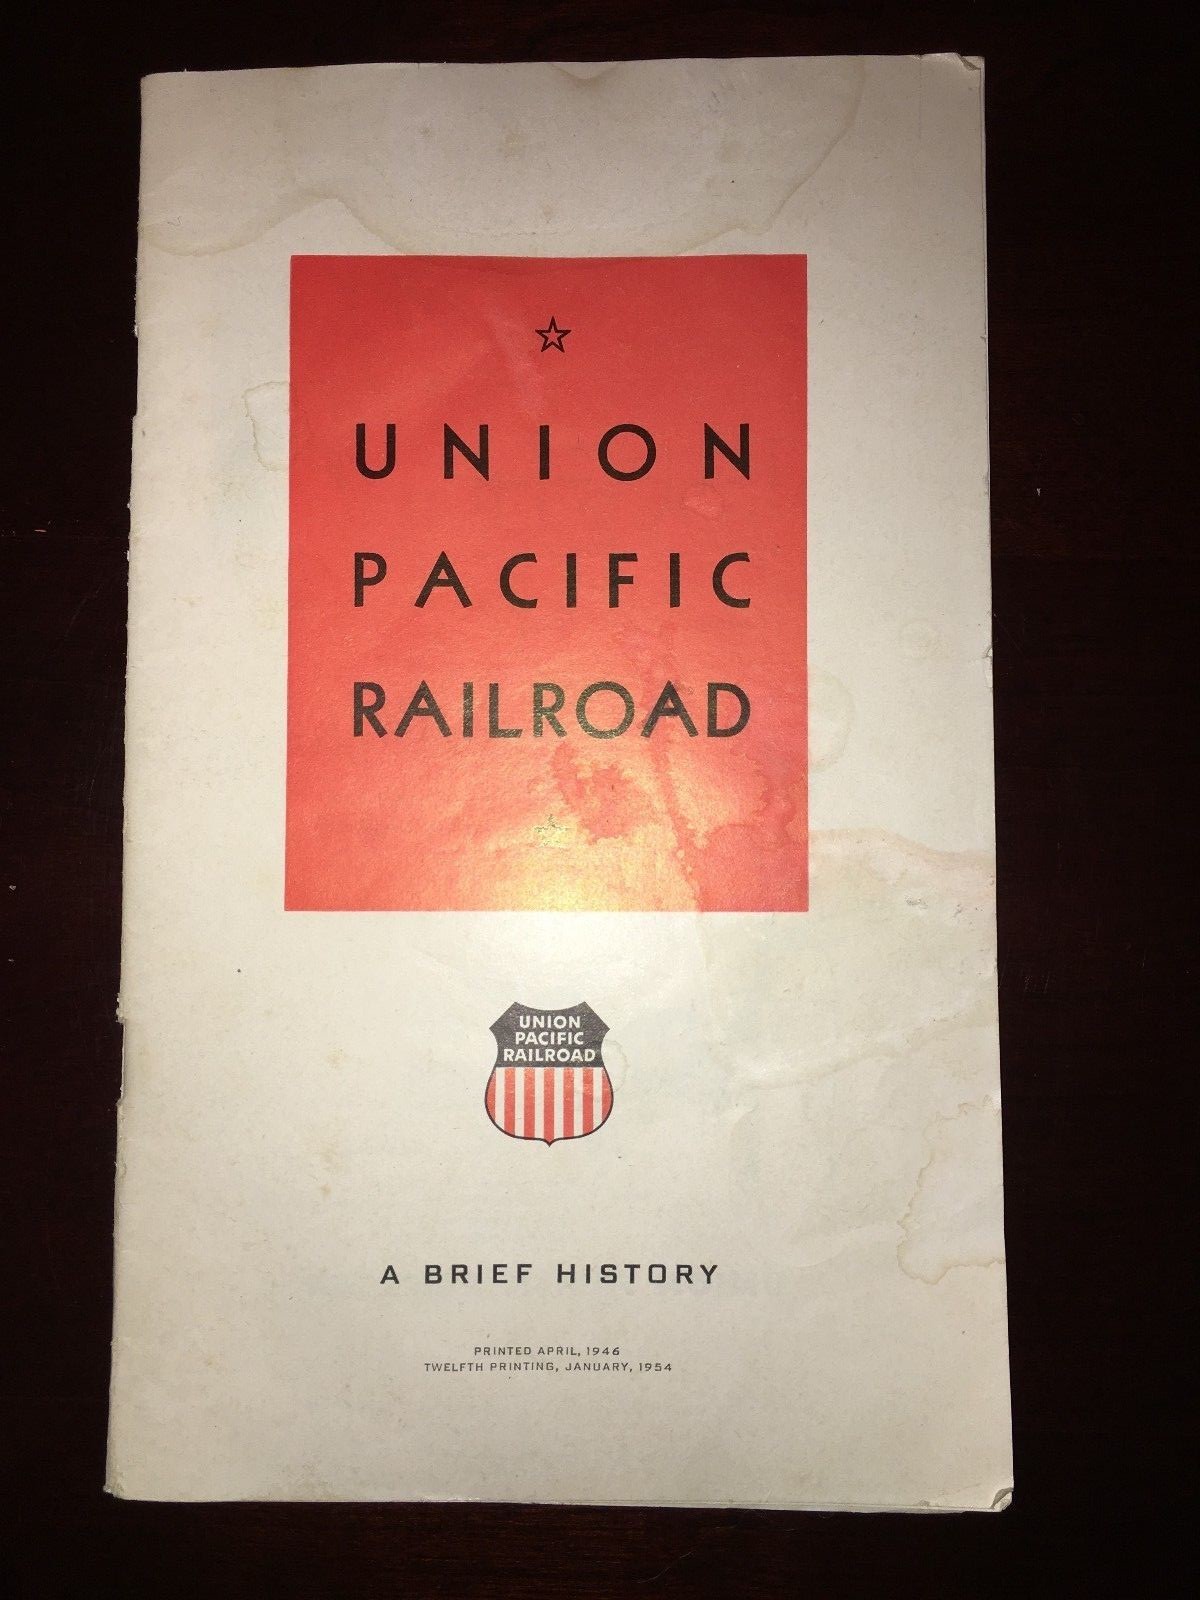 UNION
PACIFIC
RAILROAD
UNION
PACIFIC
RAILROAD
A BRIEF HISTORY
PRINTED APRIL, 1946
TWELFTH PRINTING, JANUARY, 1954